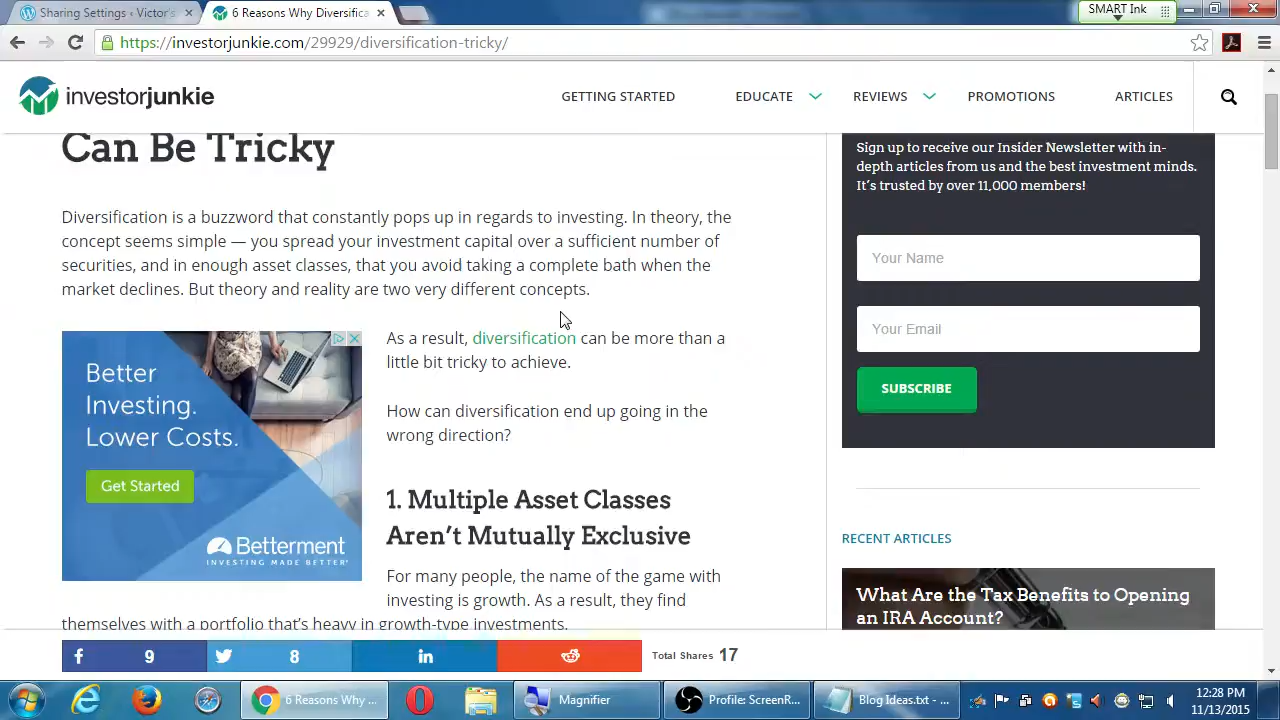 Sharing Settings ‹ Victor's
6 Reasons Why Diversifica
SMART Ink
https://investorjunkie.com/29929/diversification-tricky/
investorjunkie
GETTING STARTED
EDUCATE
REVIEWS
PROMOTIONS
ARTICLES
Can Be Tricky
Diversification is a buzzword that constantly pops up in regards to investing. In theory, the
concept seems simple — you spread your investment capital over a sufficient number of
securities, and in enough asset classes, that you avoid taking a complete bath when the
market declines. But theory and reality are two very different concepts.
Better
Investing.
Lower Costs.
Get Started
Betterment
INVESTING MADE BETTER
As a result, diversification can be more than a
little bit tricky to achieve.
How can diversification end up going in the
wrong direction?
1. Multiple Asset Classes
Aren't Mutually Exclusive
For many people, the name of the game with
investing is growth. As a result, they find
themselves with a portfolio that's heavy in growth-type investments.
Sign up to receive our Insider Newsletter with in-
depth articles from us and the best investment minds.
It's trusted by over 11,000 members!
Your Name
Your Email
SUBSCRIBE
RECENT ARTICLES
What Are the Tax Benefits to Opening
an IRA Account?
9
8
Total Shares 17
6 Reasons Why ...
Magnifier
Profile: ScreenR...
Blog Ideas.txt - ...
12:28 PM
11/13/2015